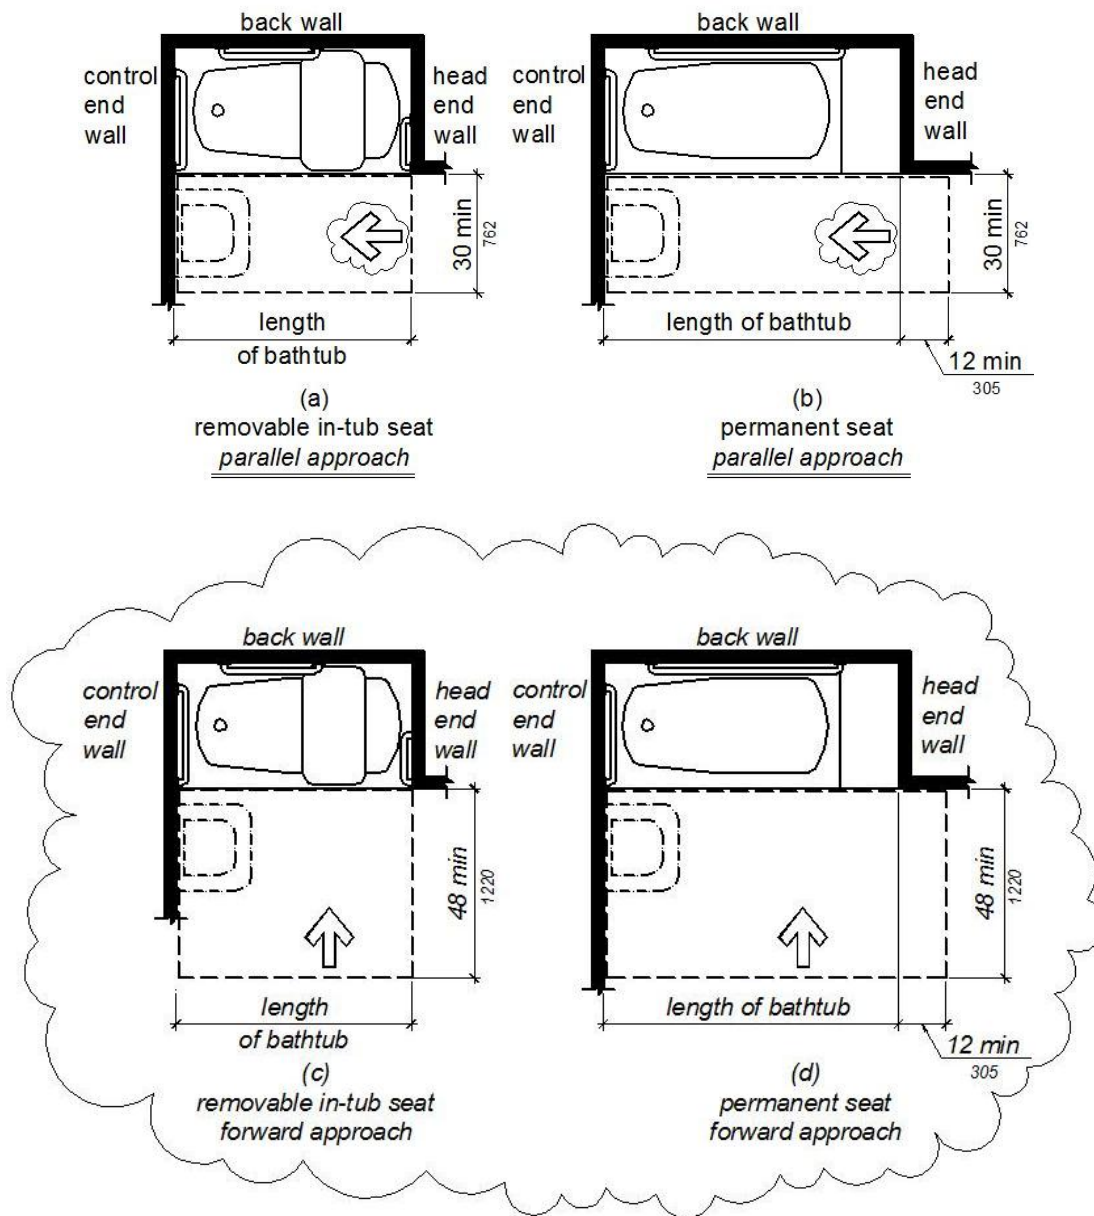 back wall
control
end
wall
head
end
wall
30 min
762
length
of bathtub
(a)
removable in-tub seat
parallel approach
back wall
control
end
wall
head
end
wall
30 min
762
length of bathtub
12 min
305
(b)
permanent seat
parallel approach
back wall
control
end
wall
head
end
wall
48 min
1220
length
of bathtub
(c)
removable in-tub seat
forward approach
back wall
control
end
wall
head
end
wall
48 min
1220
length of bathtub
12 min
305
(d)
permanent seat
forward approach